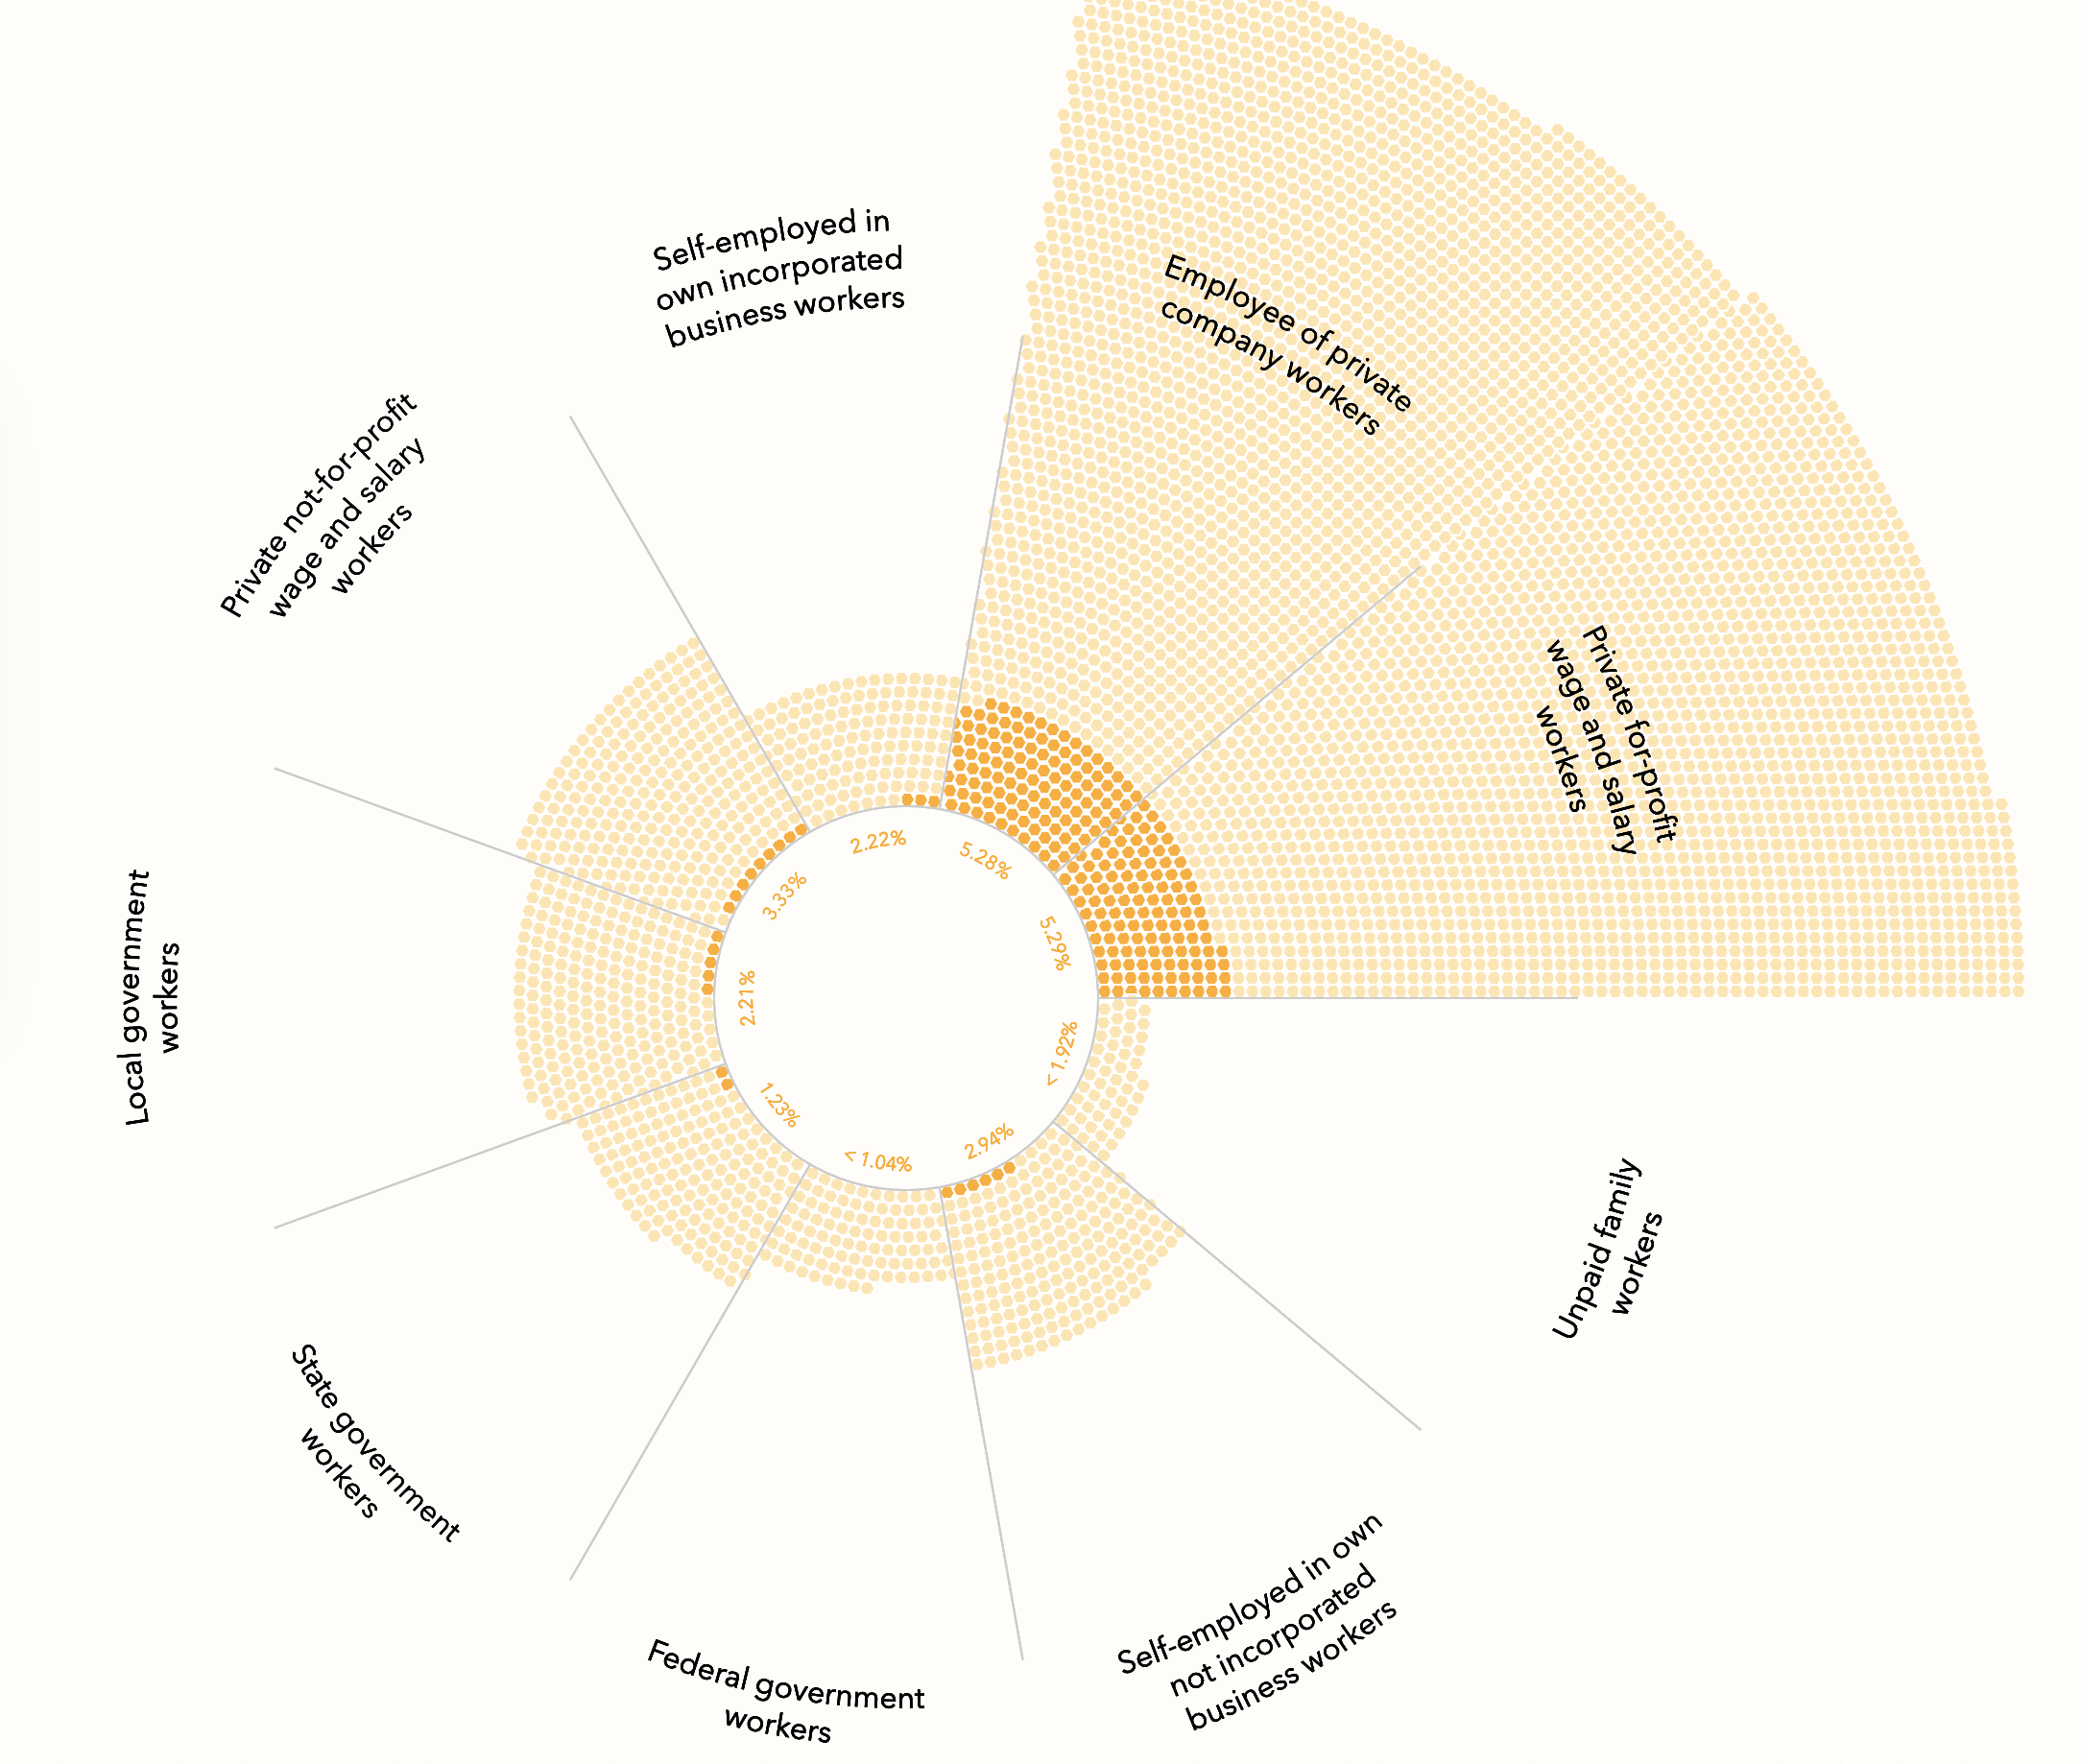 Self-employed in
own incorporated
business workers
Employee of private
company workers
Private for-profit
wage and salary
workers
Unpaid family
workers
Self-employed in own
not incorporated
business workers
Federal government
workers
State government
workers
Local government
workers
Private not-for-profit
wage and salary
workers
2.22%
5.28%
5.29%
< 1.92%
2.94%
< 1.04%
1.23%
2.21%
3.33%